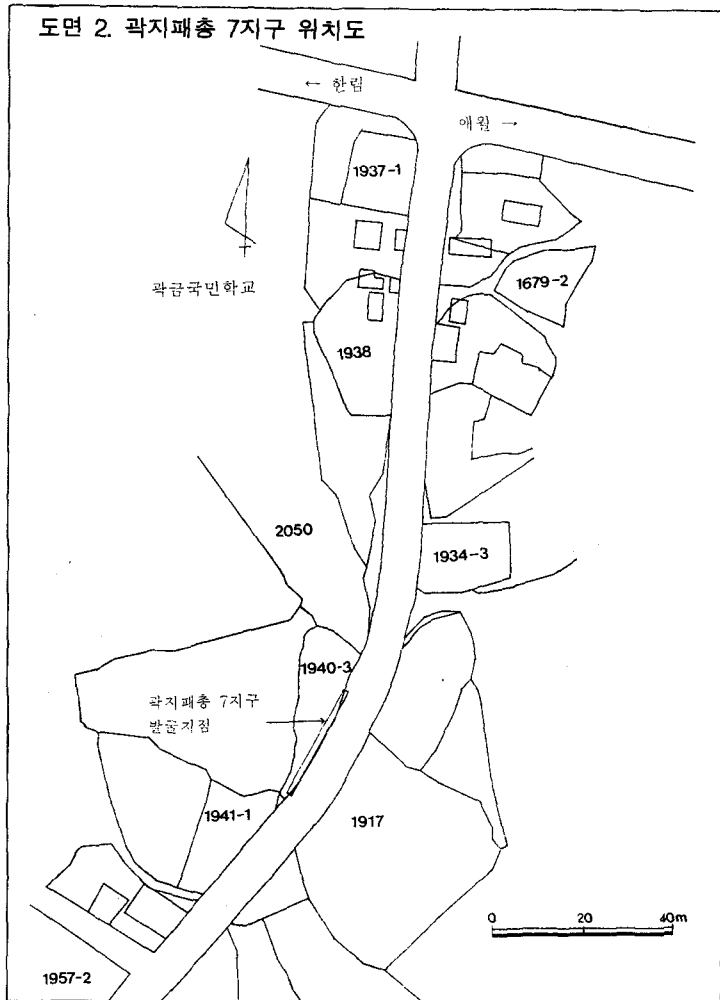 도면 2. 곽지패총 7지구 위치도
← 한림
애월 →
1937-1
곽금국민학교
1679-2
1938
2050
1934-3
1940-3
곽지패총 7지구
발굴지점
1941-1
1917
0 20 40m
1957-2